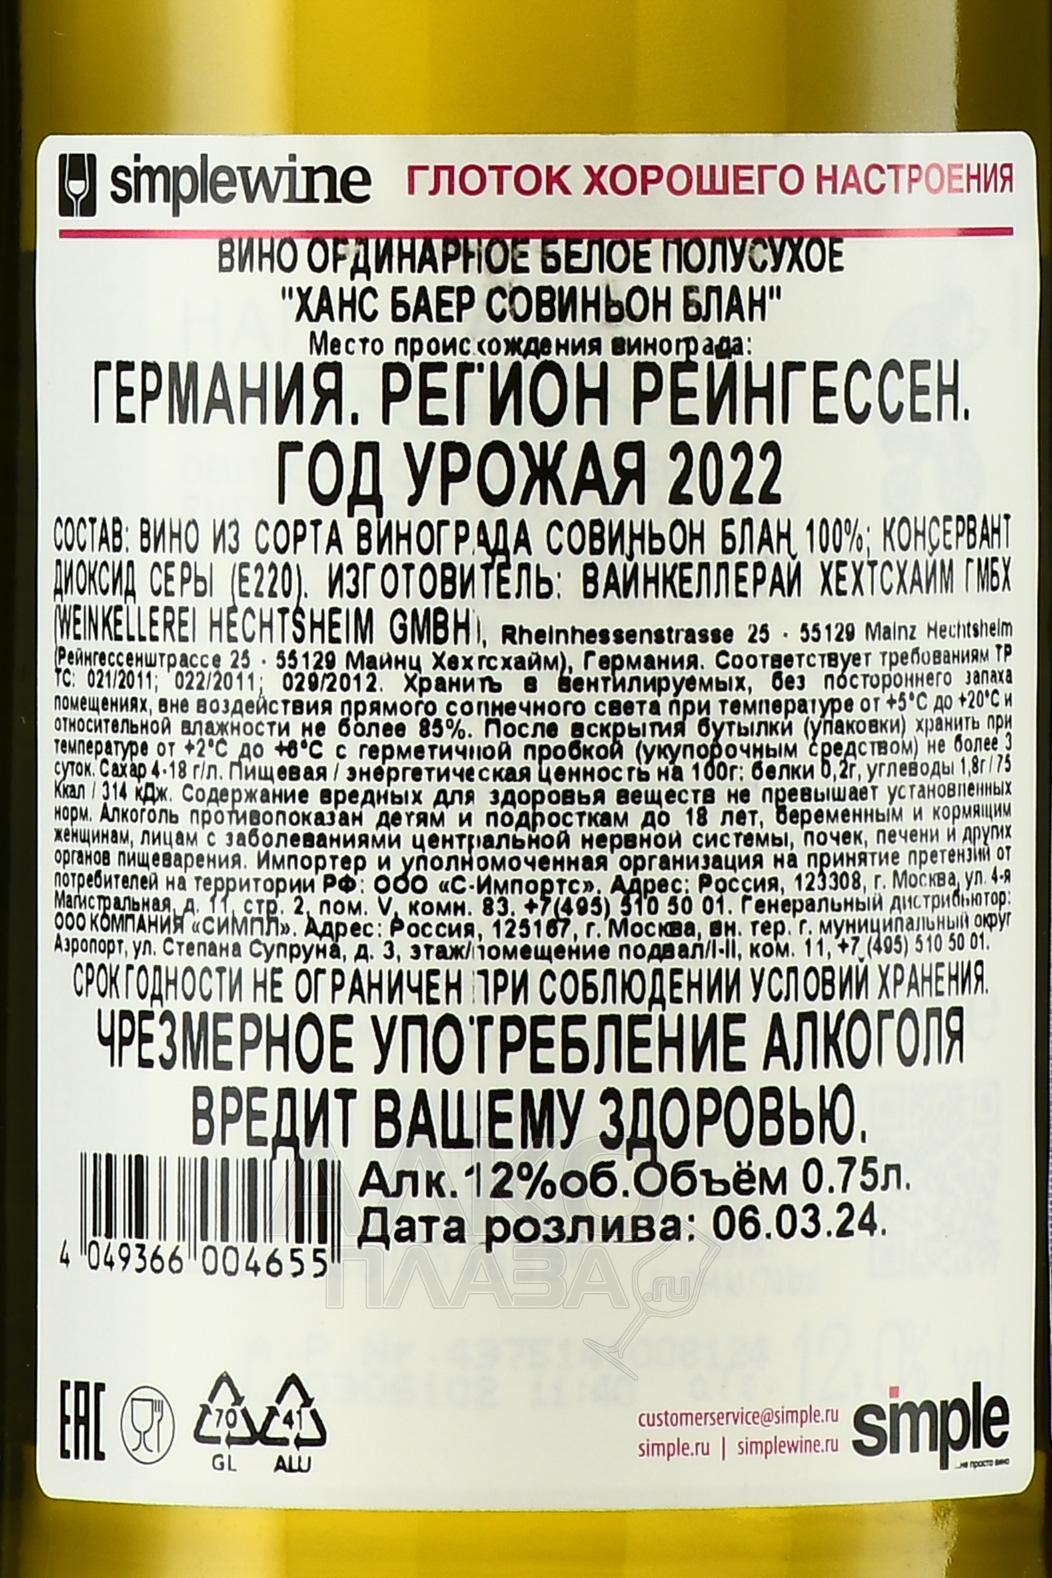 simplewine ГЛОТОК ХОРОШЕГО НАСТРОЕНИЯ
ВИНО ОРДИНАРНОЕ БЕЛОЕ ПОЛУСУХОЕ
"ХАНС БАЕР СОВИНЬОН БЛАН"
Место происхождения винограда:
ГЕРМАНИЯ. РЕГИОН РЕЙНГЕССЕН.
ГОД УРОЖАЯ 2022
СОСТАВ: ВИНО ИЗ СОРТА ВИНОГРАДА СОВИНЬОН БЛАН 100%; КОНСЕРВАНТ
ДИОКСИД СЕРЫ (Е220). ИЗГОТОВИТЕЛЬ: ВАЙНКЕЛЛЕРАЙ ХЕХТСХАЙМ ГМБХ
(WEINKELLEREI HECHTSHEIM GMBH), Rheinhessenstrasse 25 · 55129 Mainz Hechtsheim
(Рейнгессенштрассе 25 · 55129 Майнц Хехтсхайм), Германия. Соответствует требованиям ТР
ТС: 021/2011; 022/2011; 029/2012. Хранить в вентилируемых, без постороннего запаха
помещениях, вне воздействия прямого солнечного света при температуре от +5°С до +20°С и
относительной влажности не более 85%. После вскрытия бутылки (упаковки) хранить при
температуре от +2°С до +6°С с герметичной пробкой (укупорочным средством) не более 3
суток. Сахар 4-18 г/л. Пищевая / энергетическая ценность на 100г: белки 0,2г, углеводы 1,8г / 75
Ккал / 314 кДж. Содержание вредных для здоровья веществ не превышает установленных
норм. Алкоголь противопоказан детям и подросткам до 18 лет, беременным и кормящим
женщинам, лицам с заболеваниями центральной нервной системы, почек, печени и других
органов пищеварения. Импортер и уполномоченная организация на принятие претензий от
потребителей на территории РФ: ООО «С-Импортс». Адрес: Россия, 123308, г. Москва, ул. 4-я
Магистральная, д. 11, стр. 2, пом. V, комн. 83. +7(495) 510 50 01. Генеральный дистрибьютор:
ООО КОМПАНИЯ «СИМПЛ». Адрес: Россия, 125167, г. Москва, вн. тер. г. муниципальный округ
Аэропорт, ул. Степана Супруна, д. 3, этаж/помещение подвал/I-II, ком. 11, +7 (495) 510 50 01.
СРОК ГОДНОСТИ НЕ ОГРАНИЧЕН ПРИ СОБЛЮДЕНИИ УСЛОВИЙ ХРАНЕНИЯ.
ЧРЕЗМЕРНОЕ УПОТРЕБЛЕНИЕ АЛКОГОЛЯ
ВРЕДИТ ВАШЕМУ ЗДОРОВЬЮ.
Алк.12%об.Объём 0.75л.
Дата розлива: 06.03.24.
4 049366 004655
АЛКО
ПЛАЗА.ru
EAC
70 41
GL ALU
customerservice@simple.ru
simple.ru | simplewine.ru
simple
...не просто вино